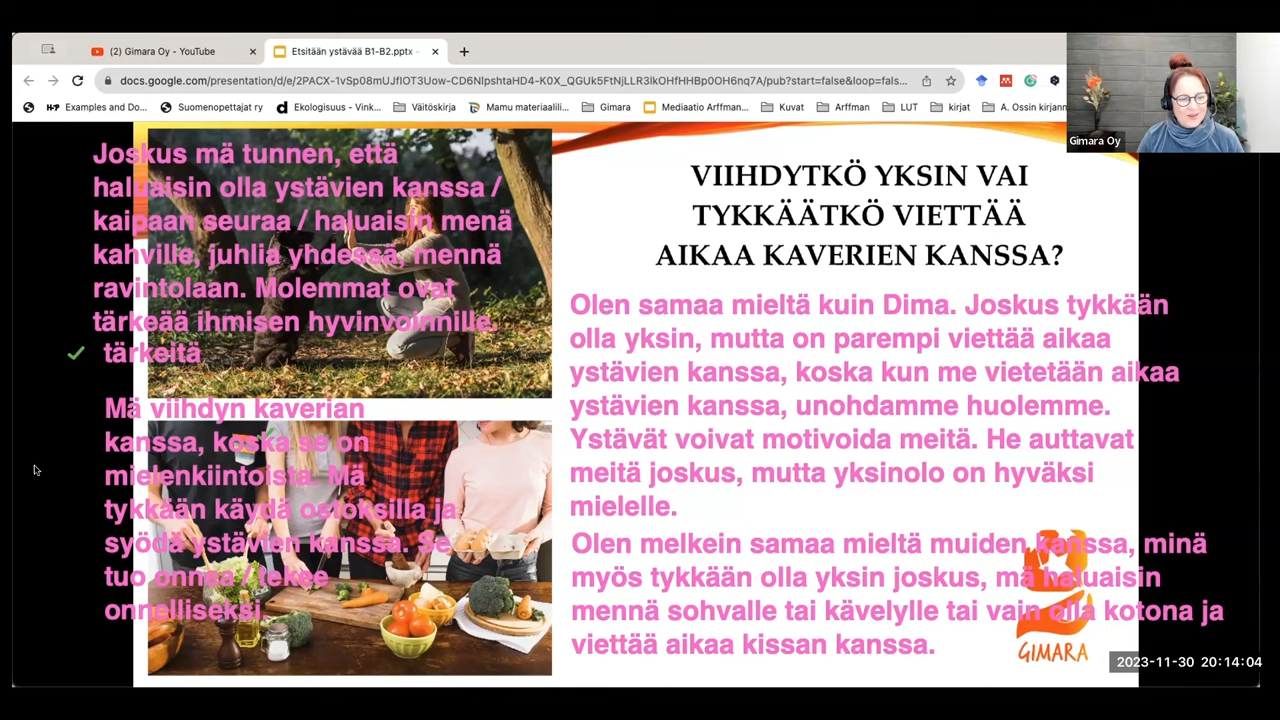 (2) Gimara Oy - YouTube
Etsitään ystävää B1-B2.pptx -
docs.google.com/presentation/d/e/2PACX-1vSp08mUJfIOT3Uow-CD6NlpshtaHD4-K0X_QGUk5FtNjLLR3lkOHfHHBp0OH6nq7A/pub?start=false&loop=fals...
Examples and Do...
Suomenopettajat ry
Ekologisuus - Vink...
Väitöskirja
Mamu materiaalil...
Gimara
Mediaatio Arffman...
Kuvat
Arffman
LUT
kirjat
A. Ossin kirjann
Gimara Oy
Joskus mä tunnen, että
haluaisin olla ystävien kanssa /
kaipaan seuraa / haluaisin menä
kahville, juhlia yhdessä, mennä
ravintolaan. Molemmat ovat
tärkeää ihmisen hyvinvoinnille.
tärkeitä
Mä viihdyn kaverian
kanssa, koska se on
mielenkiintoista. Mä
tykkään käydä ostoksilla ja
syödä ystävien kanssa. Se
tuo onnea / tekee
onnelliseksi.
VIIHDYTKÖ YKSIN VAI
TYKKÄÄTKÖ VIETTÄÄ
AIKAA KAVERIEN KANSSA?
Olen samaa mieltä kuin Dima. Joskus tykkään
olla yksin, mutta on parempi viettää aikaa
ystävien kanssa, koska kun me vietetään aikaa
ystävien kanssa, unohdamme huolemme.
Ystävät voivat motivoida meitä. He auttavat
meitä joskus, mutta yksinolo on hyväksi
mielelle.
Olen melkein samaa mieltä muiden kanssa, minä
myös tykkään olla yksin joskus, mä haluaisin
mennä sohvalle tai kävelylle tai vain olla kotona ja
viettää aikaa kissan kanssa.
GIMARA
2023-11-30 20:14:04